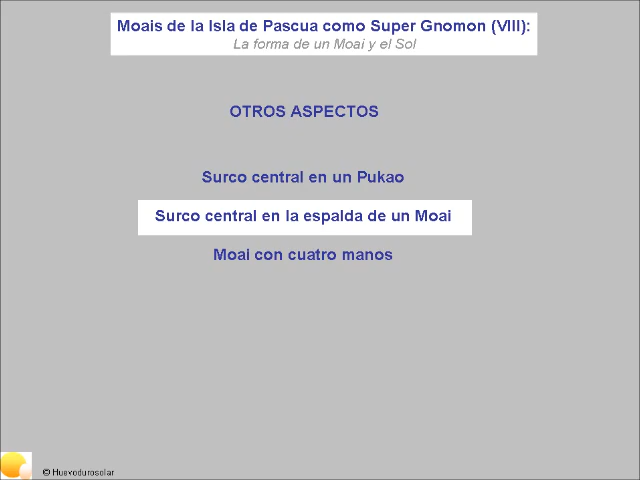 Moais de la Isla de Pascua como Super Gnomon (VIII):
La forma de un Moai y el Sol
OTROS ASPECTOS
Surco central en un Pukao
Surco central en la espalda de un Moai
Moai con cuatro manos
© Huevodurosolar